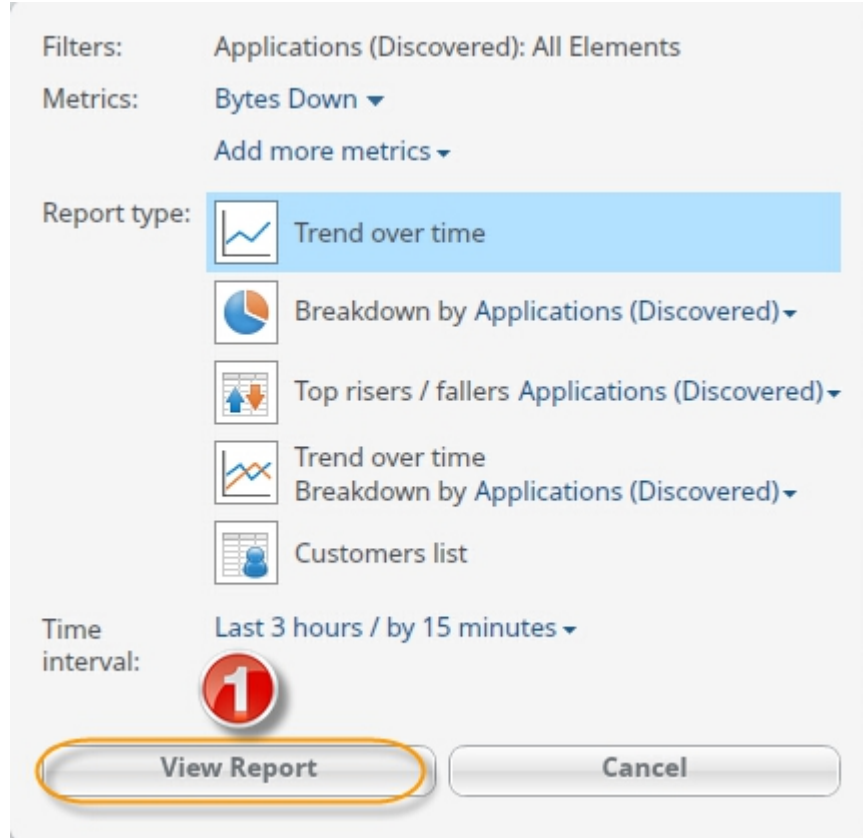 Filters: Applications (Discovered): All Elements
Metrics: Bytes Down
Add more metrics
Report type: Trend over time
Breakdown by Applications (Discovered)
Top risers / fallers Applications (Discovered)
Trend over time
Breakdown by Applications (Discovered)
Customers list
Time interval: Last 3 hours / by 15 minutes
1
View Report Cancel